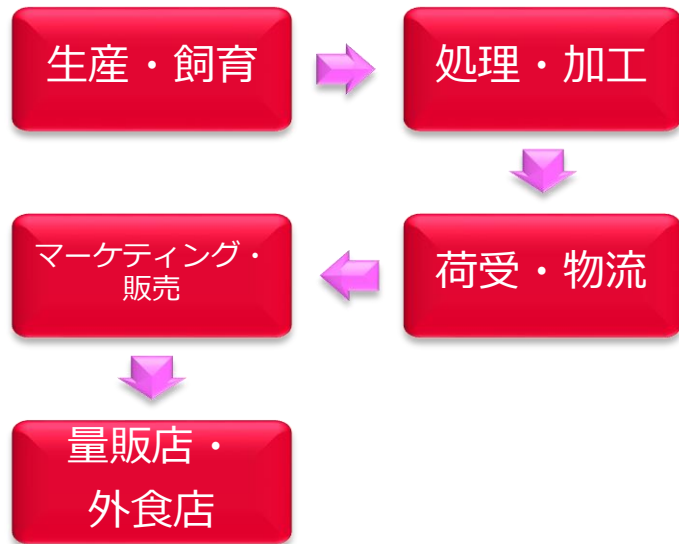 生産・飼育
処理・加工
荷受・物流
マーケティング・
販売
量販店・
外食店